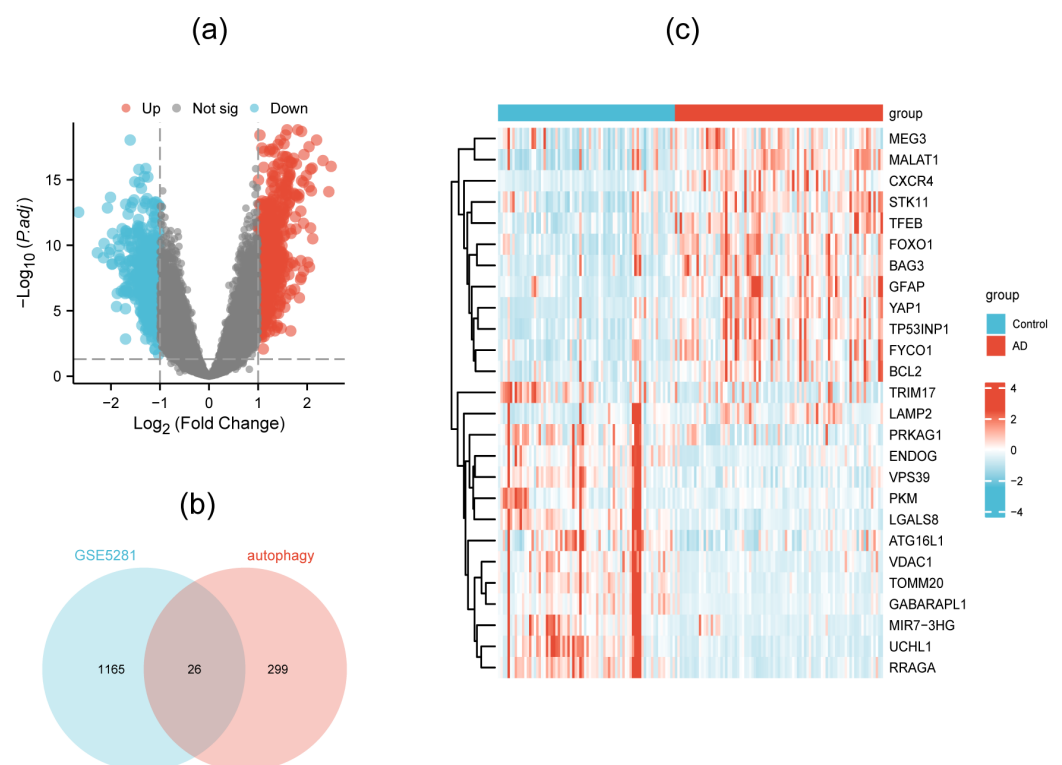 (a)
Up Not sig Down
−Log10 (P.adj)
15
10
5
0
−2 −1 0 1 2
Log2 (Fold Change)
(b)
GSE5281 autophagy
1165 26 299
(c)
group
MEG3
MALAT1
CXCR4
STK11
TFEB
FOXO1
BAG3
GFAP
YAP1
TP53INP1
FYCO1
BCL2
TRIM17
LAMP2
PRKAG1
ENDOG
VPS39
PKM
LGALS8
ATG16L1
VDAC1
TOMM20
GABARAPL1
MIR7−3HG
UCHL1
RRAGA
group
Control
AD
4
2
0
−2
−4